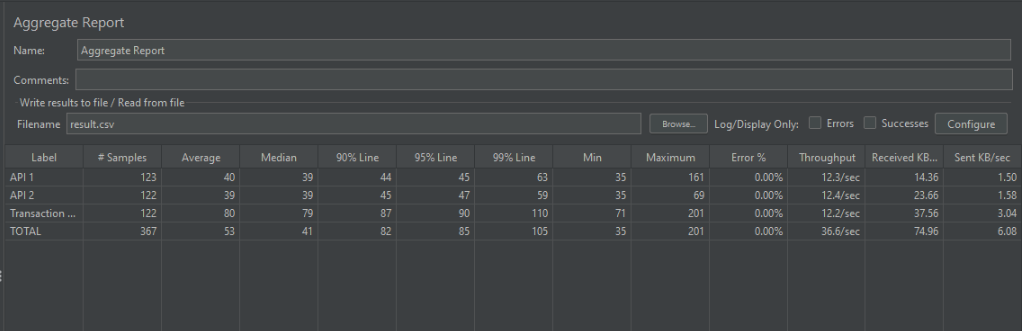 Aggregate Report
Name: Aggregate Report
Comments:
Write results to file / Read from file
Filename result.csv Browse... Log/Display Only: Errors Successes Configure
Label # Samples Average Median 90% Line 95% Line 99% Line Min Maximum Error % Throughput Received KB... Sent KB/sec
API 1 123 40 39 44 45 63 35 161 0.00% 12.3/sec 14.36 1.50
API 2 122 39 39 45 47 59 35 69 0.00% 12.4/sec 23.66 1.58
Transaction ... 122 80 79 87 90 110 71 201 0.00% 12.2/sec 37.56 3.04
TOTAL 367 53 41 82 85 105 35 201 0.00% 36.6/sec 74.96 6.08